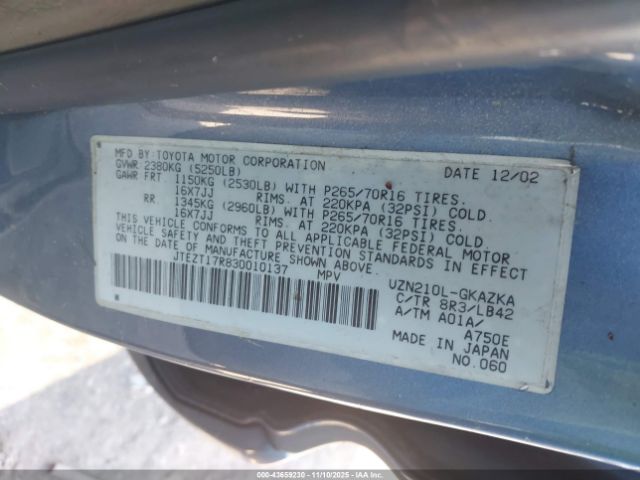 MFD BY: TOYOTA MOTOR CORPORATION DATE 12/02
GVWR 2380KG (5250LB)
GAWR FRT 1150KG (2530LB) WITH P265/70R16 TIRES.
16X7JJ RIMS. AT 220KPA (32PSI) COLD.
RR 1345KG (2960LB) WITH P265/70R16 TIRES.
16X7JJ RIMS. AT 220KPA (32PSI) COLD.
THIS VEHICLE CONFORMS TO ALL APPLICABLE FEDERAL MOTOR
VEHICLE SAFETY AND THEFT PREVENTION STANDARDS IN EFFECT
ON THE DATE OF MANUFACTURE SHOWN ABOVE.
JTEZT17R830010137 MPV
UZN210L-GKAZKA
C/TR 8R3/LB42
A/TM A01A/
A750E
MADE IN JAPAN
NO.060
000-43659230 - 11/10/2025 - IAAI.COM